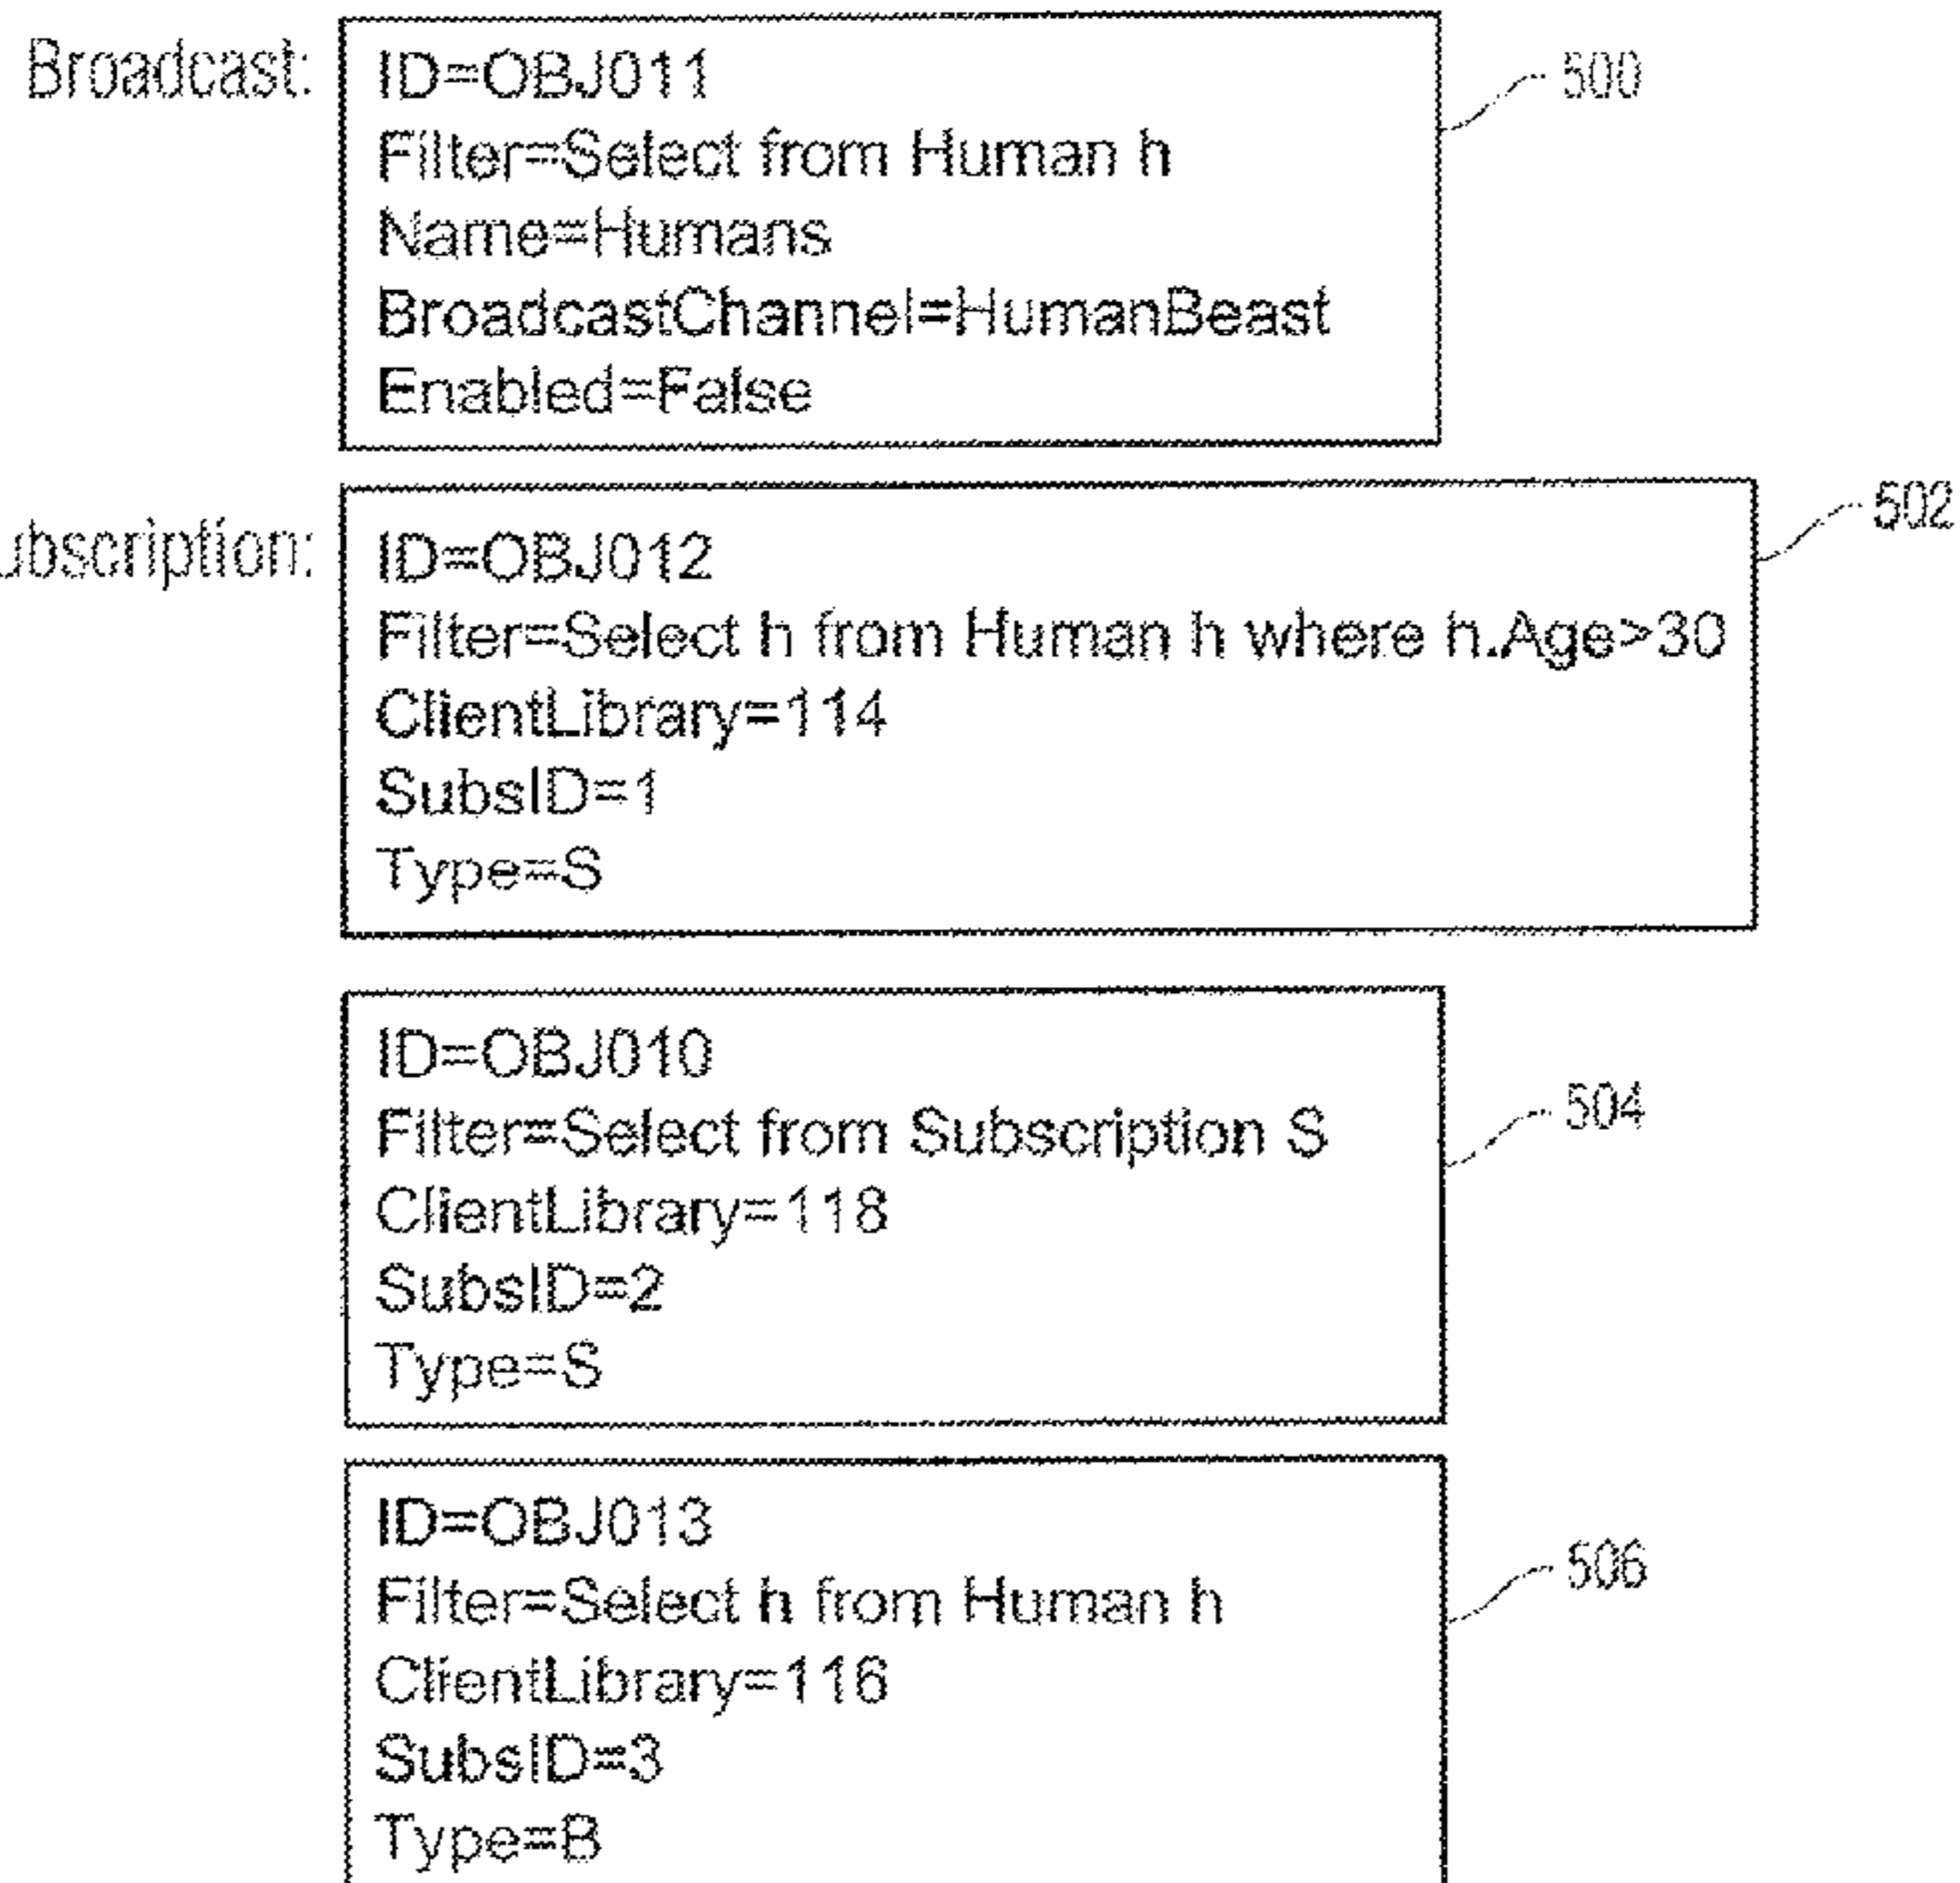 Broadcast:
ID=OBJ011
500
Filter=Select from Human h
Name=Humans
BroadcastChannel=HumanBeast
Enabled=False
ubscription:
ID=OBJ012
502
Filter=Select h from Human h where h.Age>30
ClientLibrary=114
SubsID=1
Type=S
ID=OBJ010
Filter=Select from Subscription S
504
ClientLibrary=118
SubsID=2
Type=S
ID=OBJ013
Filter=Select h from Human h
506
ClientLibrary=116
SubsID=3
Type=B